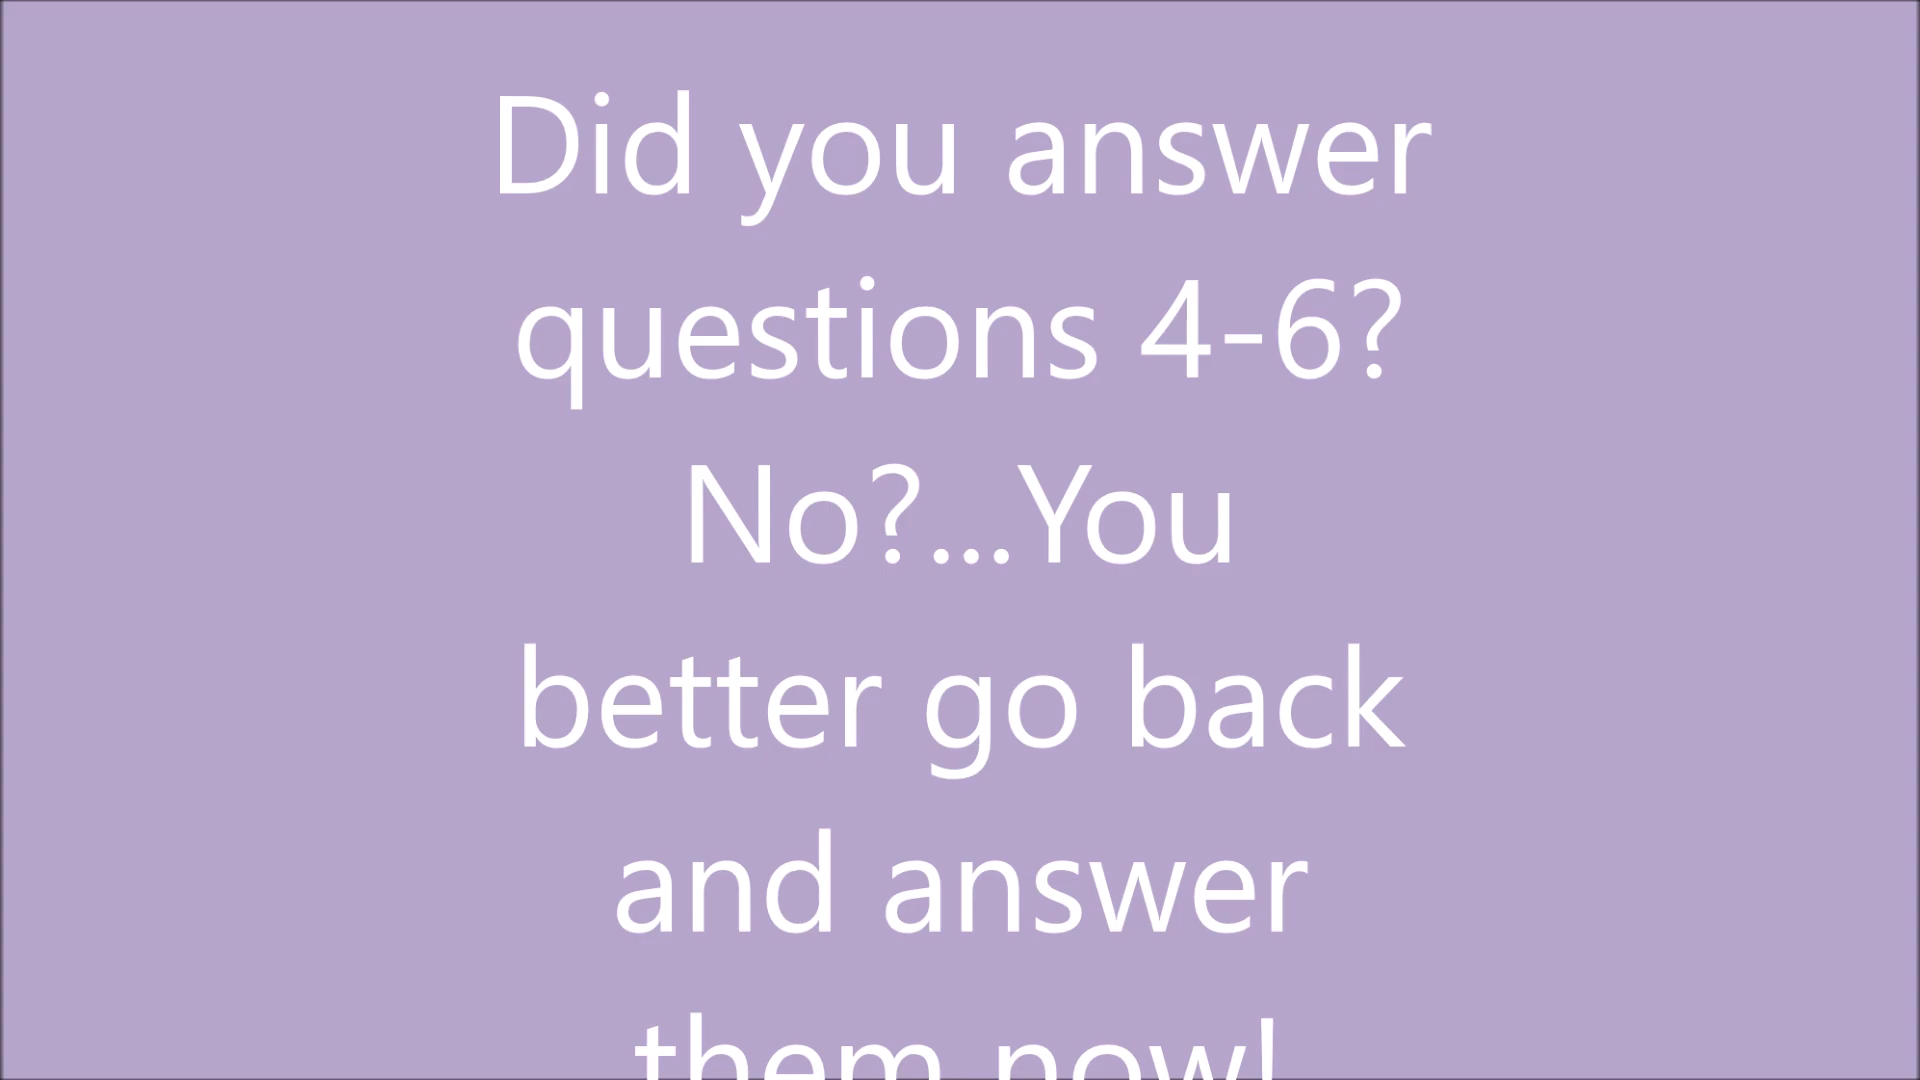 Did you answer
questions 4-6?
No?...You
better go back
and answer
them now!